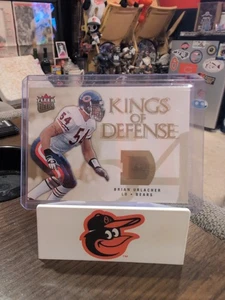 FLEER
KINGS
OF
DEFENSE
54
BRIAN URLACHER
LB • BEARS